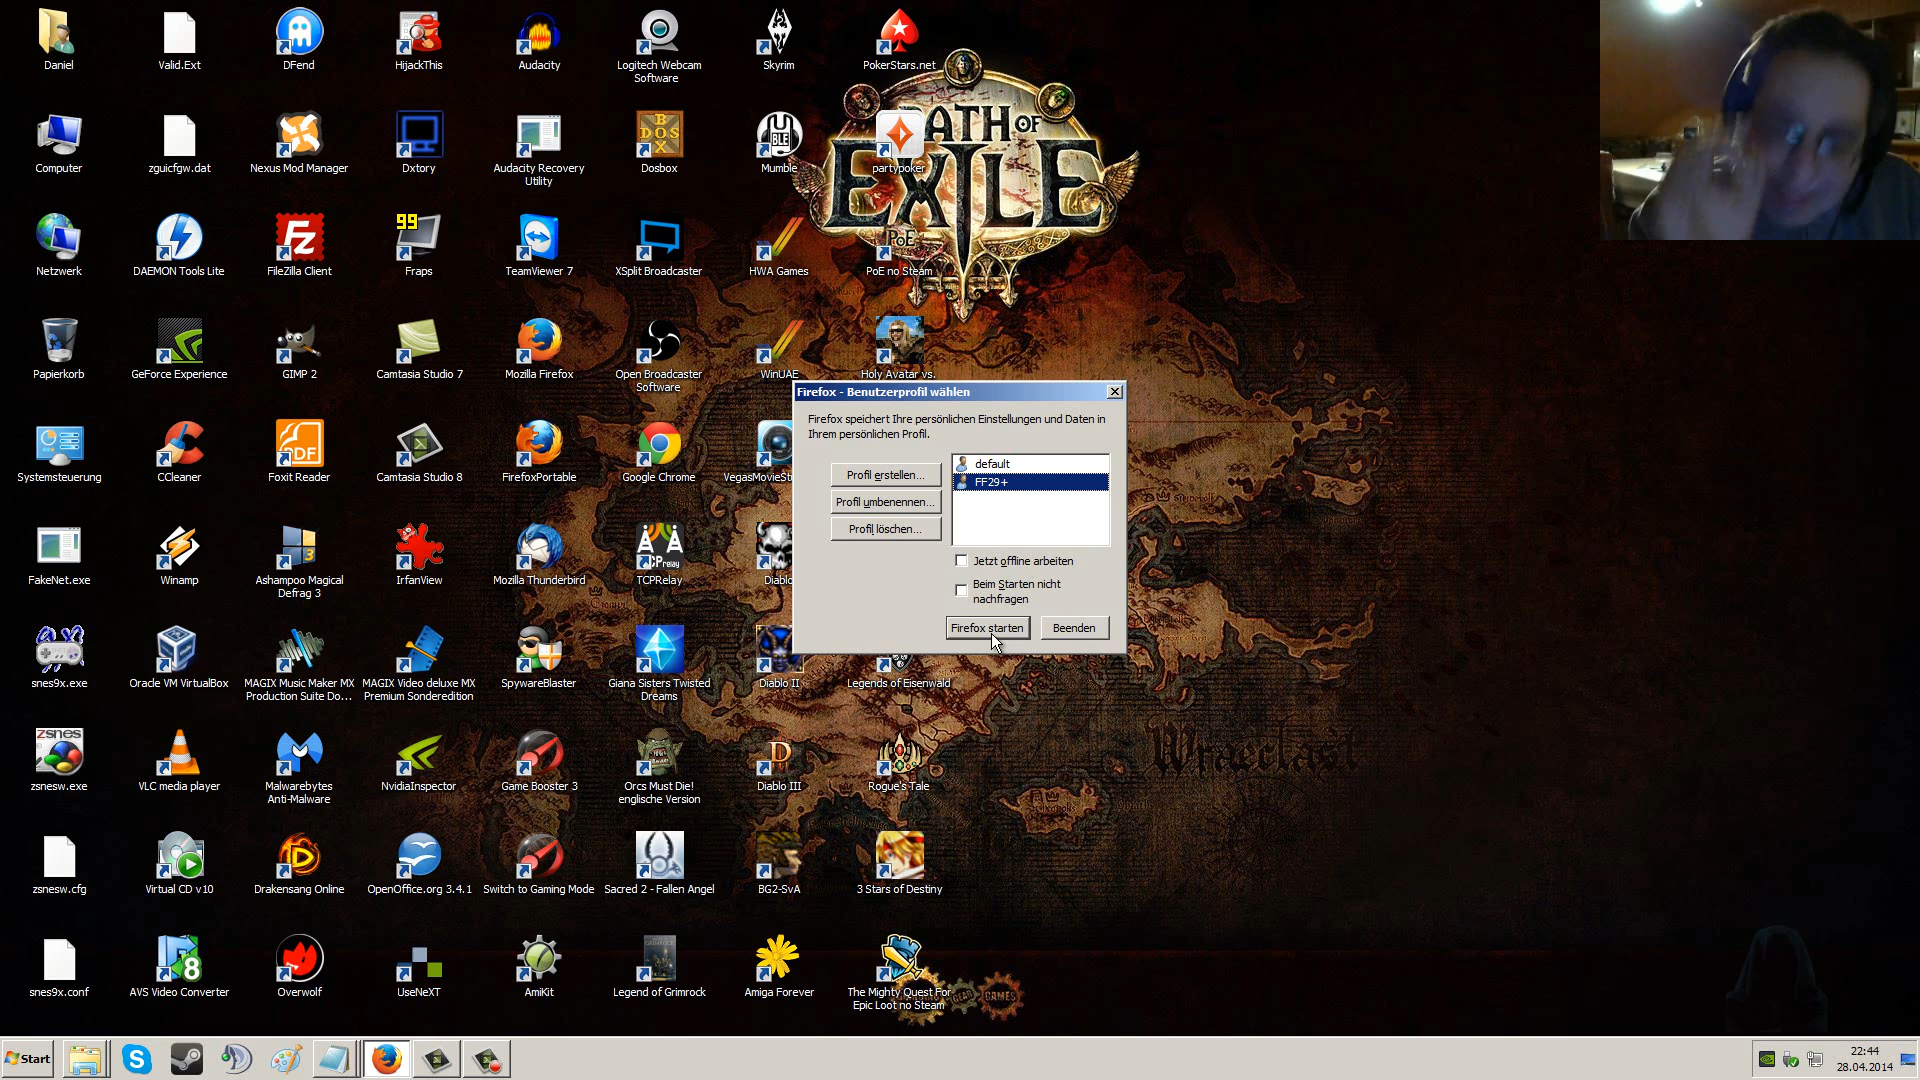 Daniel
Valid.Ext
DFend
HijackThis
Audacity
Logitech Webcam
Software
Skyrim
PokerStars.net
Computer
zguicfgw.dat
Nexus Mod Manager
Dxtory
Audacity Recovery
Utility
Dosbox
Mumble
partypoker
PATH OF
EXILE
Netzwerk
DAEMON Tools Lite
FileZilla Client
99
Fraps
TeamViewer 7
XSplit Broadcaster
HWA Games
PoE
PoE no Steam
Papierkorb
GeForce Experience
GIMP 2
Camtasia Studio 7
Mozilla Firefox
Open Broadcaster
Software
WinUAE
Holy Avatar vs.
Firefox - Benutzerprofil wählen
Firefox speichert Ihre persönlichen Einstellungen und Daten in
Ihrem persönlichen Profil.
Profil erstellen...
Profil umbenennen...
Profil löschen...
default
FF29+
Jetzt offline arbeiten
Beim Starten nicht
nachfragen
Firefox starten
Beenden
Systemsteuerung
CCleaner
Foxit Reader
Camtasia Studio 8
FirefoxPortable
Google Chrome
VegasMovieSt
FakeNet.exe
Winamp
Ashampoo Magical
Defrag 3
IrfanView
Mozilla Thunderbird
TCPRelay
Diablo
snes9x.exe
Oracle VM VirtualBox
MAGIX Music Maker MX
Production Suite Do...
MAGIX Video deluxe MX
Premium Sonderedition
SpywareBlaster
Giana Sisters Twisted
Dreams
Diablo II
Legends of Eisenwald
Wraeclast
zsnesw.exe
VLC media player
Malwarebytes
Anti-Malware
NvidiaInspector
Game Booster 3
Orcs Must Die!
englische Version
Diablo III
Rogue's Tale
zsnesw.cfg
Virtual CD v10
Drakensang Online
OpenOffice.org 3.4.1
Switch to Gaming Mode
Sacred 2 - Fallen Angel
BG2-SvA
3 Stars of Destiny
snes9x.conf
AVS Video Converter
Overwolf
UseNeXT
AmiKit
Legend of Grimrock
Amiga Forever
The Mighty Quest For
Epic Loot no Steam
GEAR GAMES
Start
22:44
28.04.2014